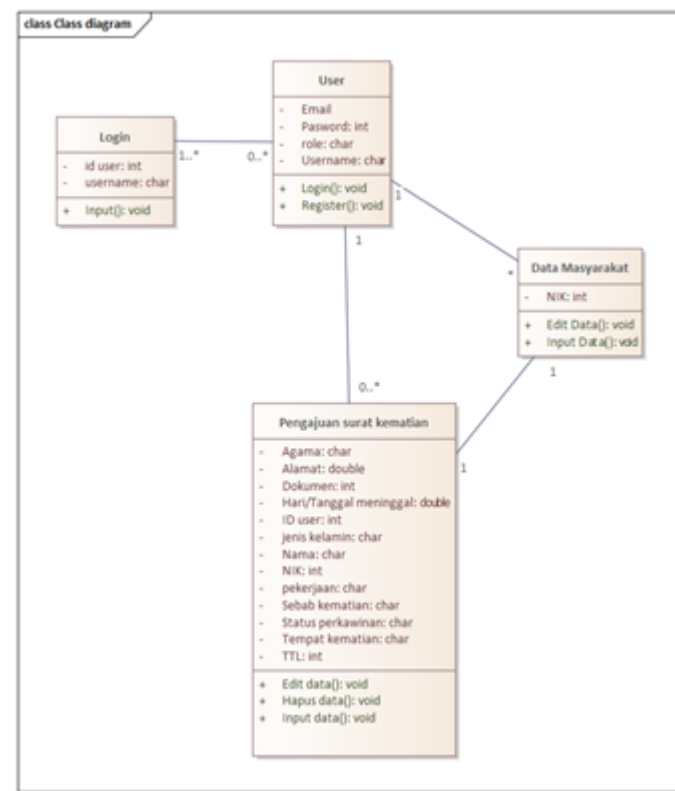 class Class diagram
User
- Email
- Pasword: int
- role: char
- Username: char
+ Login(): void
+ Register(): void
Login
- id user: int
- username: char
+ Input(): void
1..*
0..*
1
*
1
0..*
Data Masyarakat
- NIK: int
+ Edit Data(): void
+ Input Data(): void
1
1
Pengajuan surat kematian
- Agama: char
- Alamat: double
- Dokumen: int
- Hari/Tanggal meninggal: double
- ID user: int
- jenis kelamin: char
- Nama: char
- NIK: int
- pekerjaan: char
- Sebab kematian: char
- Status perkawinan: char
- Tempat kematian: char
- TTL: int
+ Edit data(): void
+ Hapus data(): void
+ Input data(): void